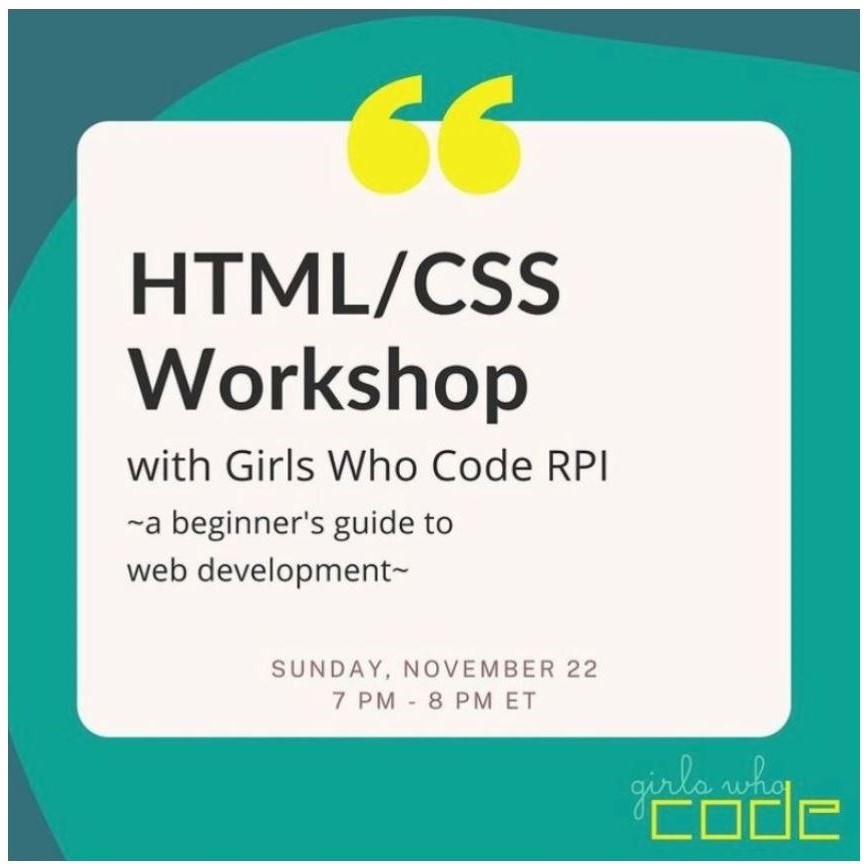 HTML/CSS
Workshop
with Girls Who Code RPI
~a beginner's guide to
web development~
SUNDAY, NOVEMBER 22
7 PM - 8 PM ET
girls who
code